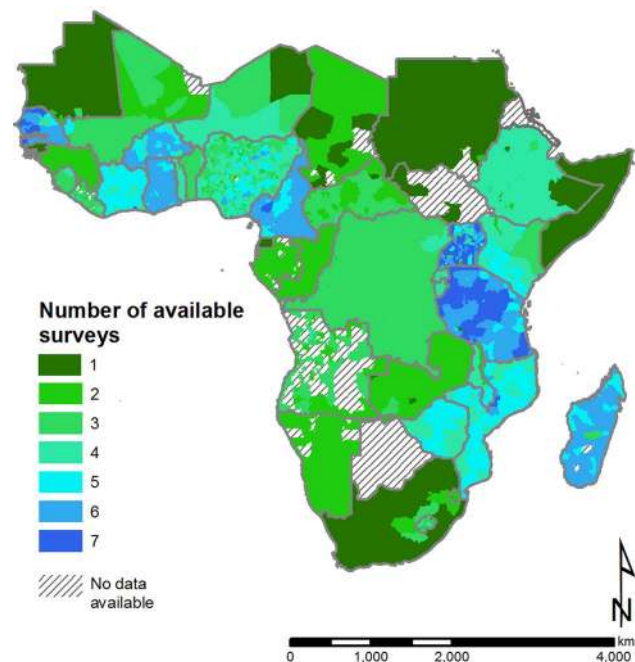 Number of available
surveys
1
2
3
4
5
6
7
No data
available
N
km
0 1.000 2.000 4.000